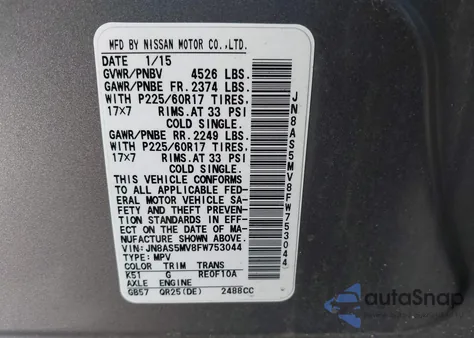 MFD BY NISSAN MOTOR CO.,LTD.
DATE 1/15
GVWR/PNBV 4526 LBS.
GAWR/PNBE FR. 2374 LBS.
WITH P225/60R17 TIRES.
17x7 RIMS.AT 33 PSI
COLD SINGLE.
GAWR/PNBE RR. 2249 LBS.
WITH P225/60R17 TIRES.
17x7 RIMS.AT 33 PSI
COLD SINGLE.
THIS VEHICLE CONFORMS
TO ALL APPLICABLE FED-
ERAL MOTOR VEHICLE SA-
FETY AND THEFT PREV-
ENTION STANDARDS IN EFF-
ECT ON THE DATE OF MA-
NUFACTURE SHOWN ABOVE.
VIN:JN8AS5MV8FW753044
TYPE: MPV
COLOR TRIM TRANS
K51 G RE0F10A
AXLE ENGINE
GB57 QR25(DE) 2488CC
JN8AS5MV8FW753044
autoSnap
POWERED BY